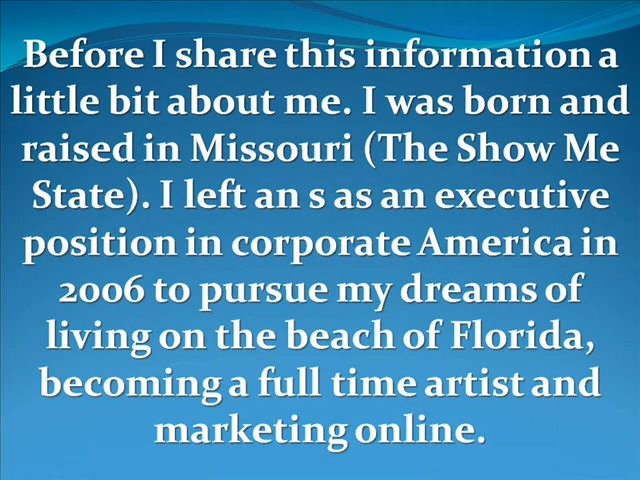 Before I share this information a
little bit about me. I was born and
raised in Missouri (The Show Me
State). I left an s as an executive
position in corporate America in
2006 to pursue my dreams of
living on the beach of Florida,
becoming a full time artist and
marketing online.